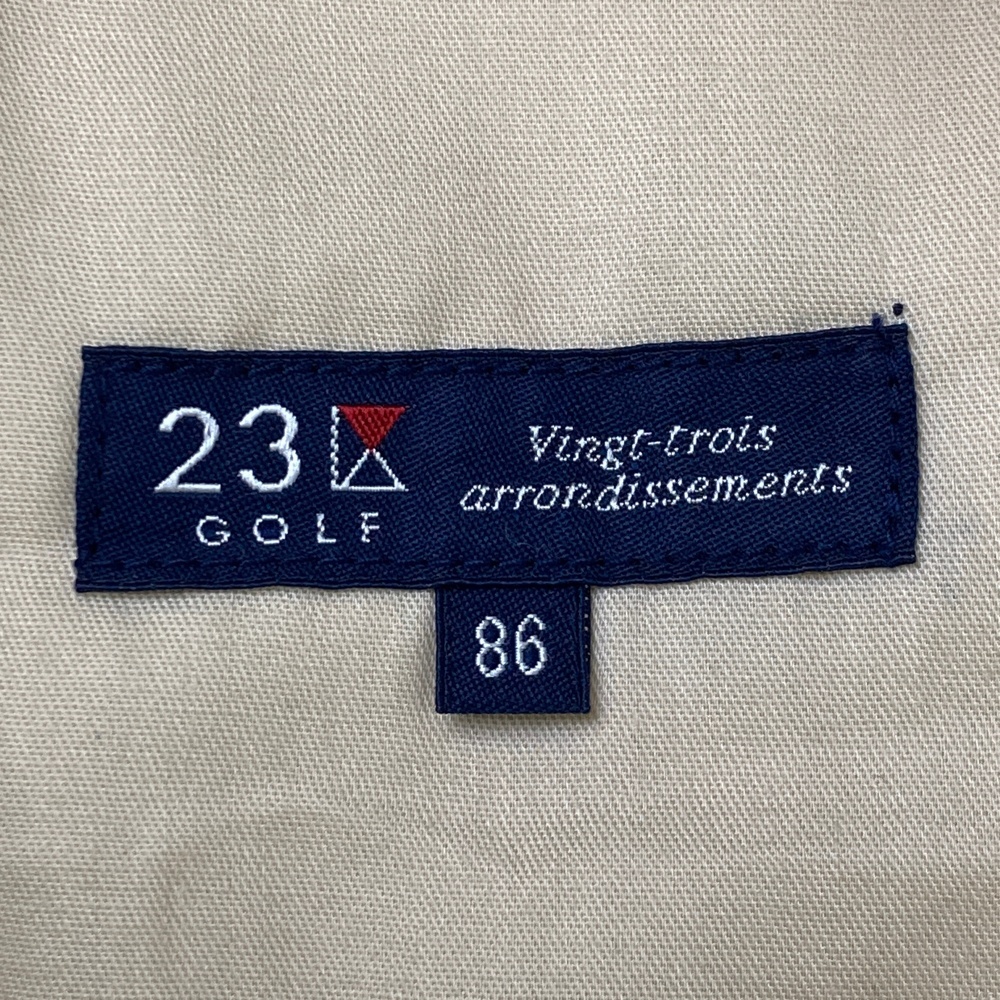 23
GOLF
Vingt-trois
arrondissements
86